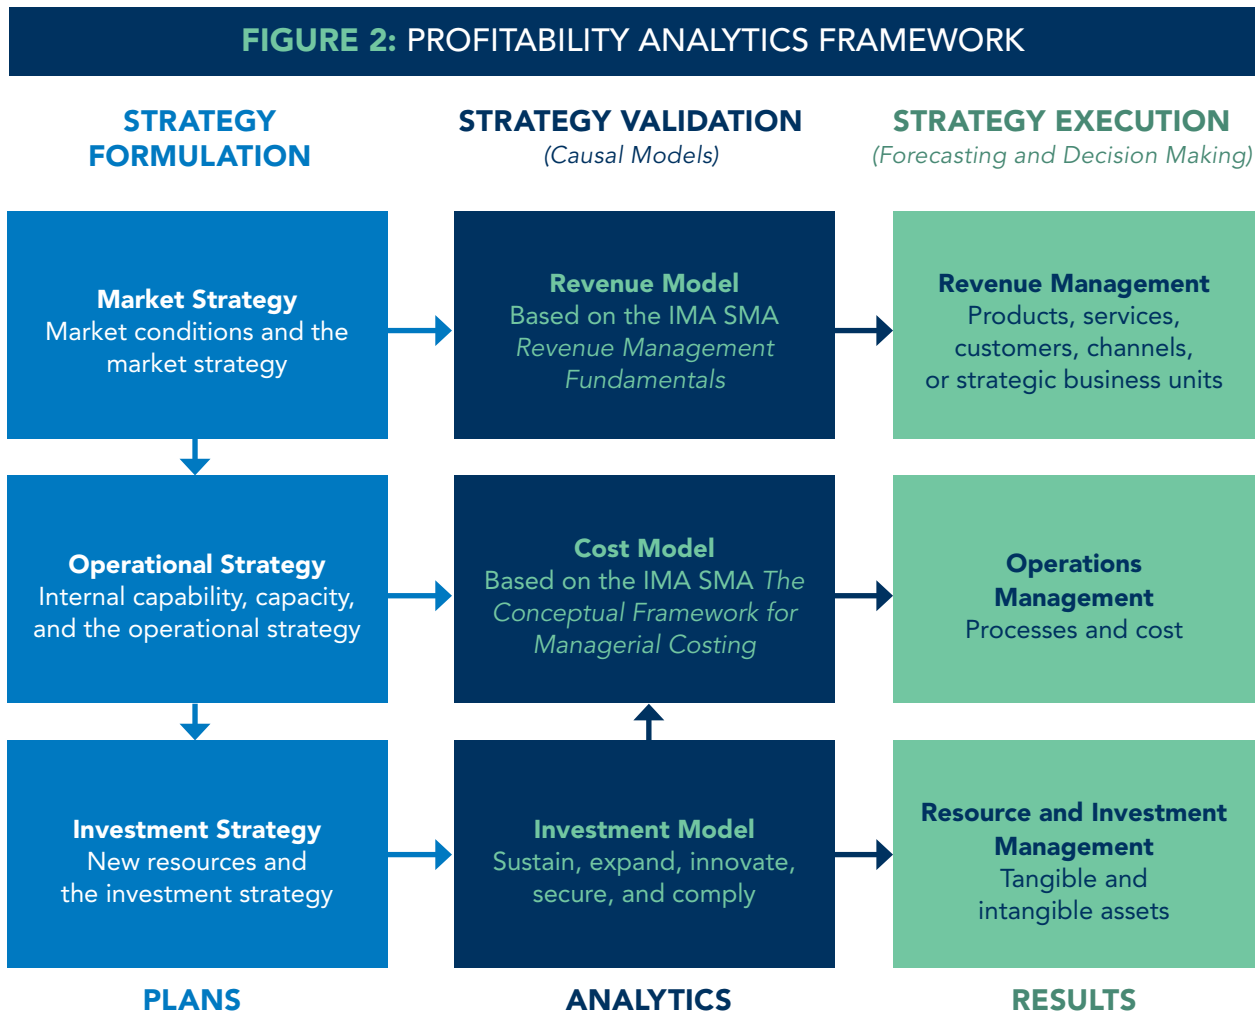 FIGURE 2: PROFITABILITY ANALYTICS FRAMEWORK
STRATEGY
FORMULATION
STRATEGY VALIDATION
(Causal Models)
STRATEGY EXECUTION
(Forecasting and Decision Making)
Market Strategy
Market conditions and the
market strategy
Revenue Model
Based on the IMA SMA
Revenue Management
Fundamentals
Revenue Management
Products, services,
customers, channels,
or strategic business units
Operational Strategy
Internal capability, capacity,
and the operational strategy
Cost Model
Based on the IMA SMA The
Conceptual Framework for
Managerial Costing
Operations
Management
Processes and cost
Investment Strategy
New resources and
the investment strategy
Investment Model
Sustain, expand, innovate,
secure, and comply
Resource and Investment
Management
Tangible and
intangible assets
PLANS
ANALYTICS
RESULTS